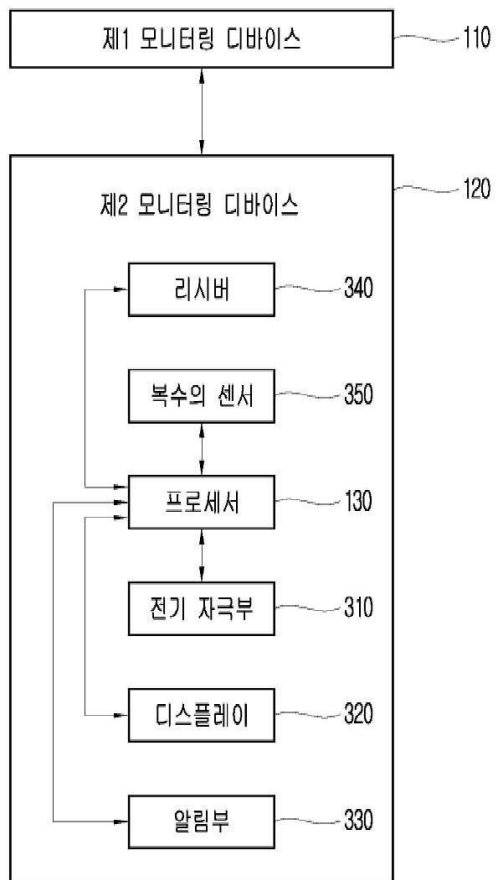 제1 모니터링 디바이스 110
제2 모니터링 디바이스 120
리시버 340
복수의 센서 350
프로세서 130
전기 자극부 310
디스플레이 320
알림부 330